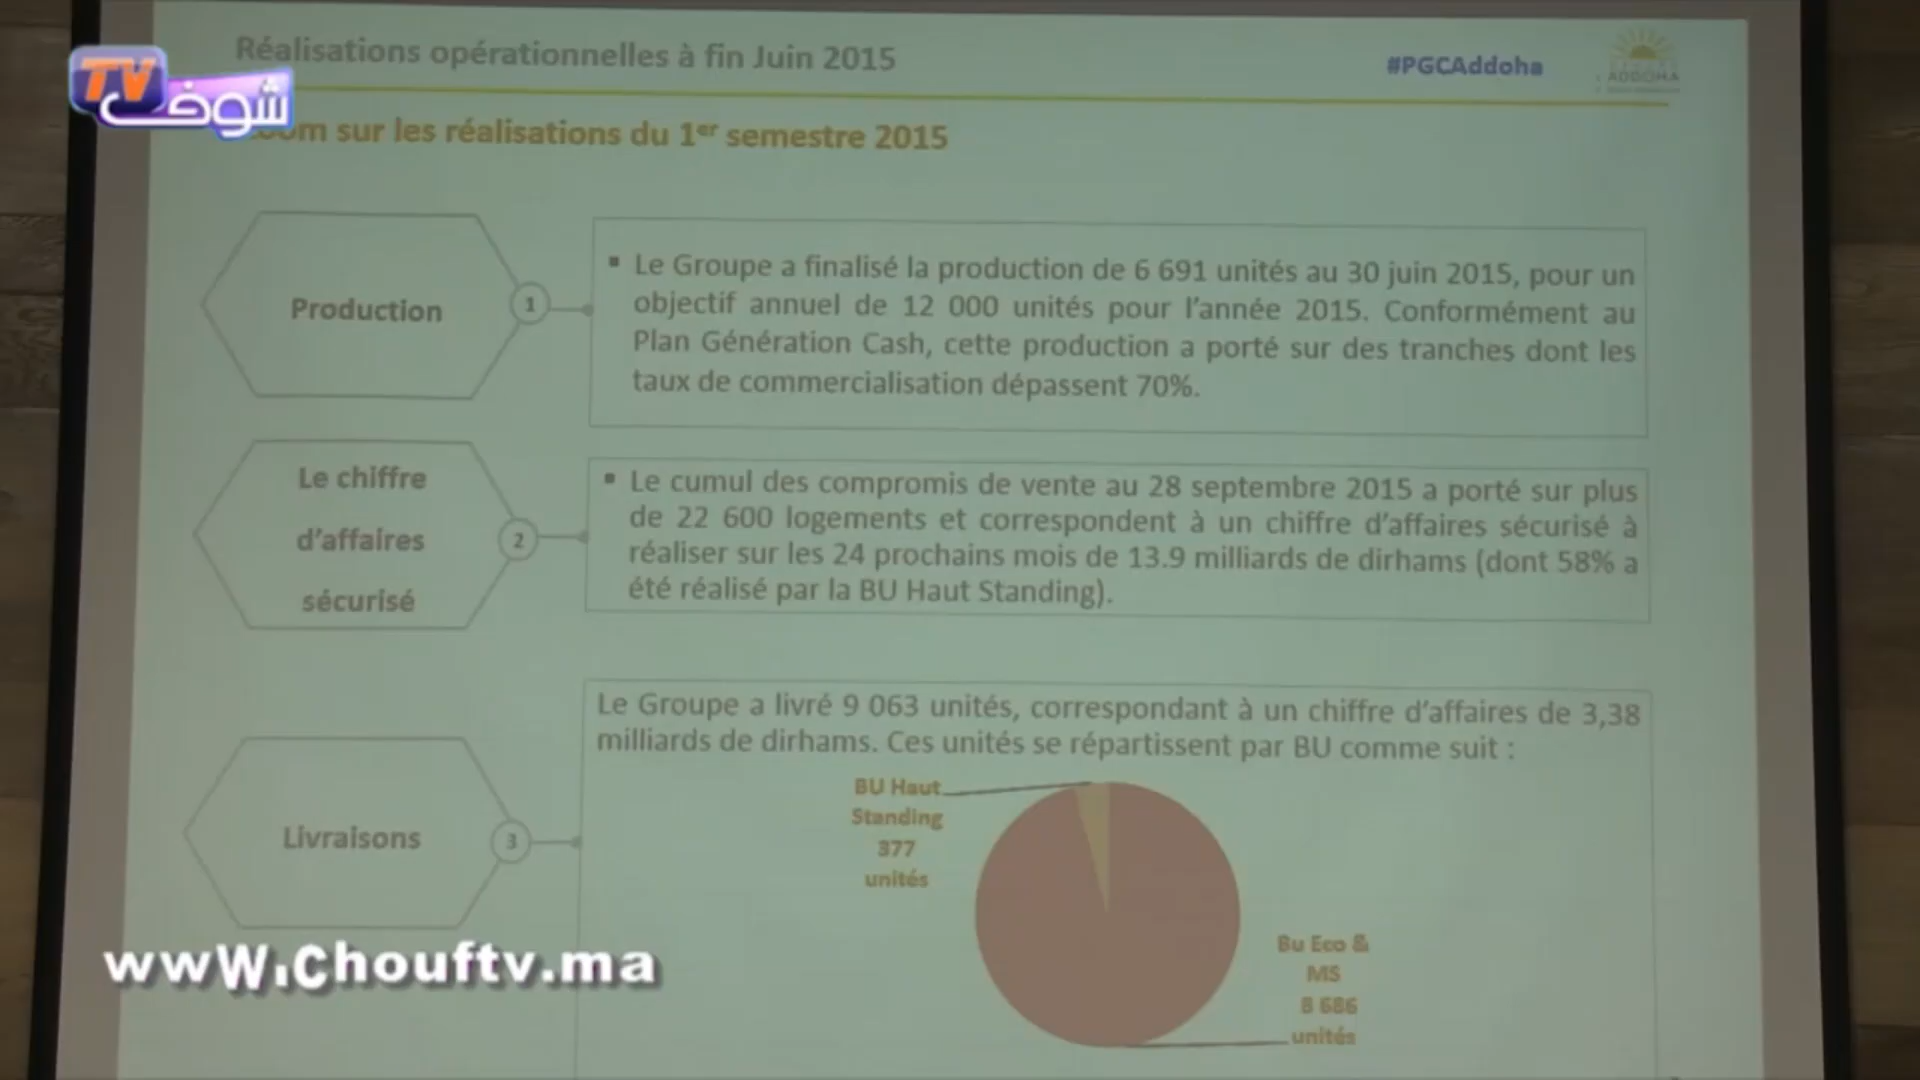 Réalisations opérationnelles à fin Juin 2015
#PGCAddoha
ADDOHA
TV
شوف
sur les réalisations du 1er semestre 2015
Production
1
▪ Le Groupe a finalisé la production de 6 691 unités au 30 juin 2015, pour un
objectif annuel de 12 000 unités pour l'année 2015. Conformément au
Plan Génération Cash, cette production a porté sur des tranches dont les
taux de commercialisation dépassent 70%.
Le chiffre
d'affaires
sécurisé
2
▪ Le cumul des compromis de vente au 28 septembre 2015 a porté sur plus
de 22 600 logements et correspondent à un chiffre d'affaires sécurisé à
réaliser sur les 24 prochains mois de 13.9 milliards de dirhams (dont 58% a
été réalisé par la BU Haut Standing).
Livraisons
3
Le Groupe a livré 9 063 unités, correspondant à un chiffre d'affaires de 3,38
milliards de dirhams. Ces unités se répartissent par BU comme suit :
BU Haut
Standing
377
unités
Bu Eco &
MS
8 686
unités
www.Chouftv.ma